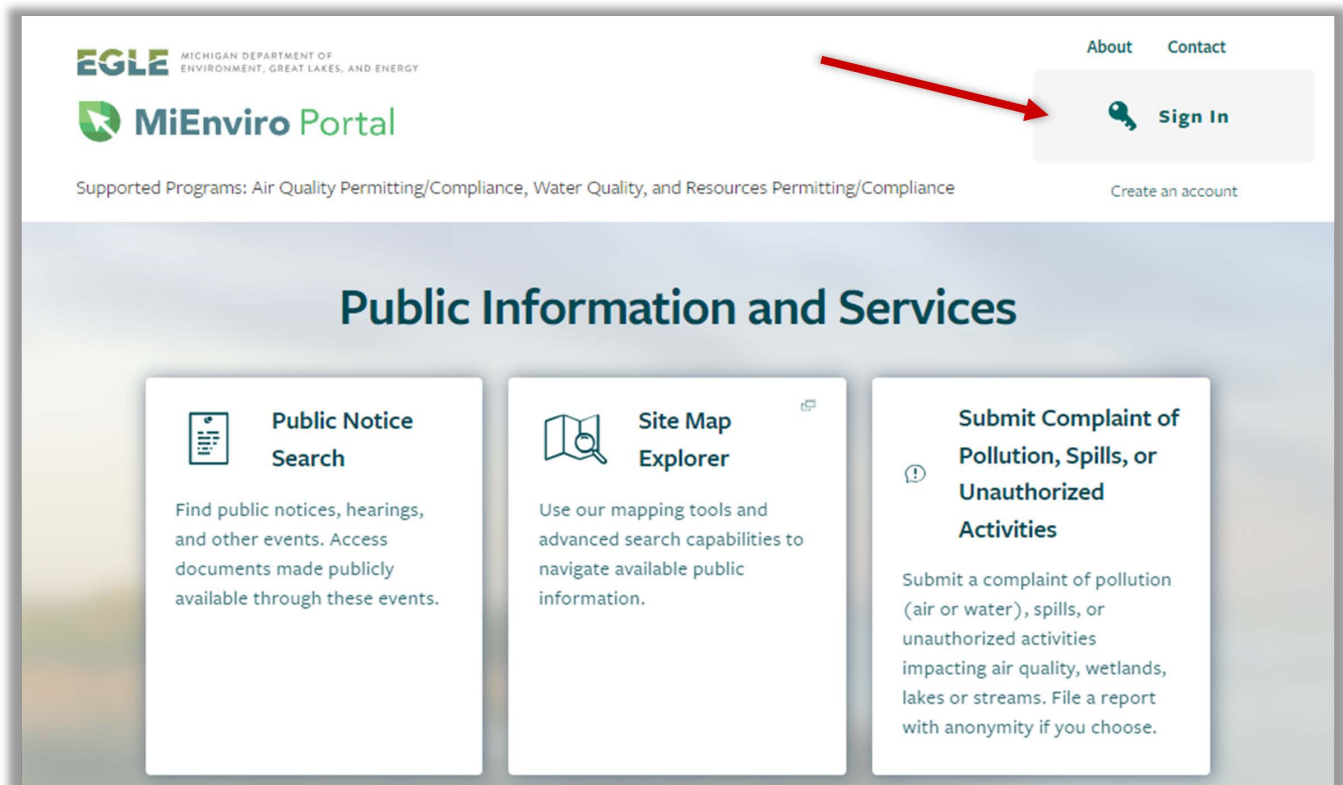 About Contact
EGLE MICHIGAN DEPARTMENT OF
ENVIRONMENT, GREAT LAKES, AND ENERGY
MiEnviro Portal
Sign In
Supported Programs: Air Quality Permitting/Compliance, Water Quality, and Resources Permitting/Compliance
Create an account
Public Information and Services
Public Notice
Search
Find public notices, hearings,
and other events. Access
documents made publicly
available through these events.
Site Map
Explorer
Use our mapping tools and
advanced search capabilities to
navigate available public
information.
Submit Complaint of
Pollution, Spills, or
Unauthorized
Activities
Submit a complaint of pollution
(air or water), spills, or
unauthorized activities
impacting air quality, wetlands,
lakes or streams. File a report
with anonymity if you choose.